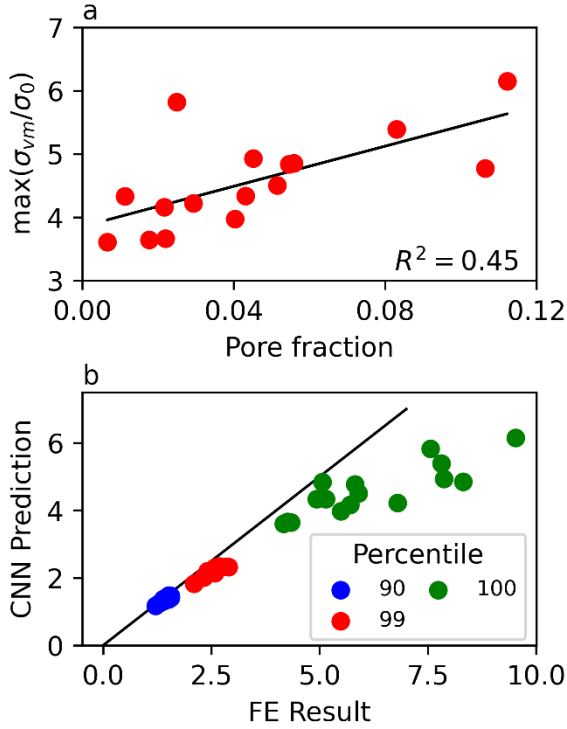 a
7
6
5
4
3
max(σvm/σ0)
R² = 0.45
0.00 0.04 0.08 0.12
Pore fraction
b
6
4
2
0
CNN Prediction
Percentile
90 100
99
0.0 2.5 5.0 7.5 10.0
FE Result